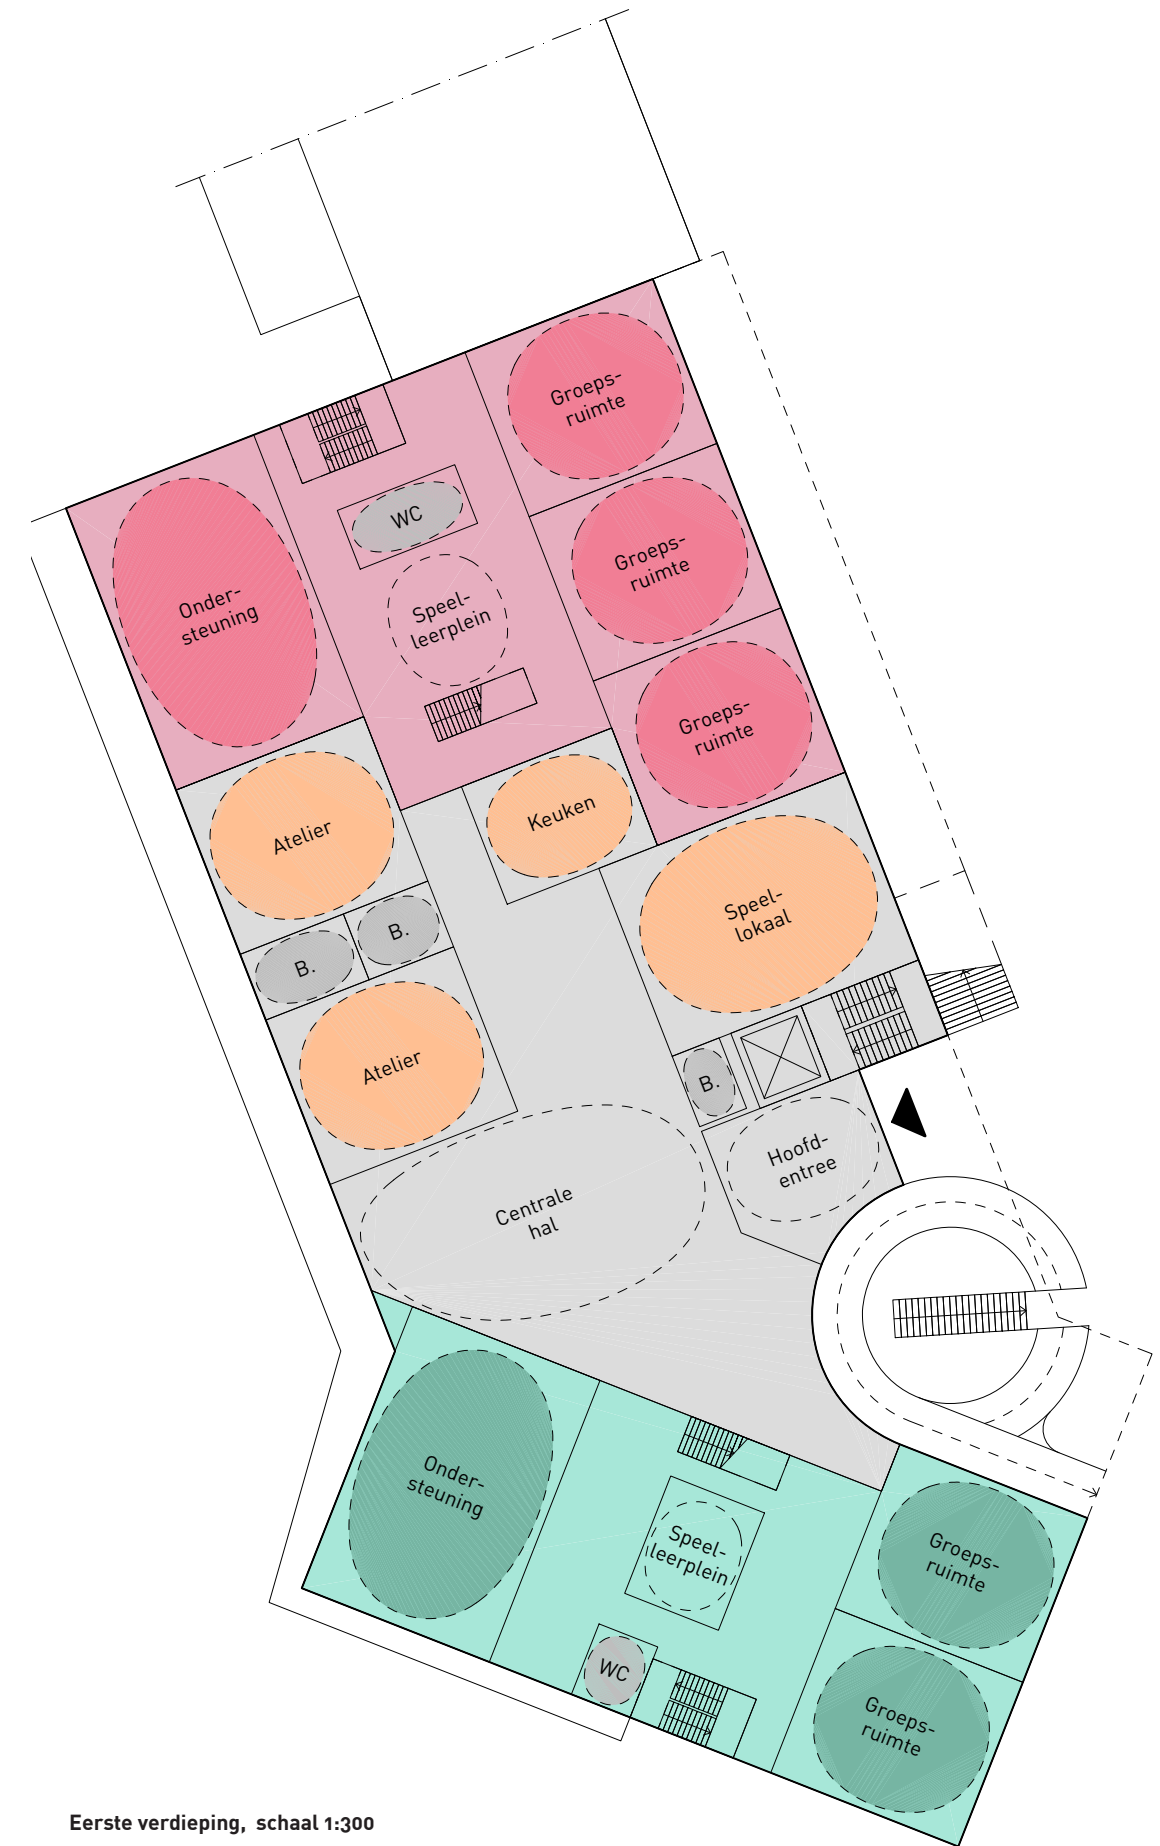 Groeps-
ruimte
WC
Groeps-
ruimte
Onder-
steuning
Speel-
leerplein
Groeps-
ruimte
Keuken
Atelier
Speel-
lokaal
B.
B.
Atelier
B.
Hoofd-
entree
Centrale
hal
Onder-
steuning
Speel-
leerplein
Groeps-
ruimte
WC
Groeps-
ruimte
Eerste verdieping, schaal 1:300